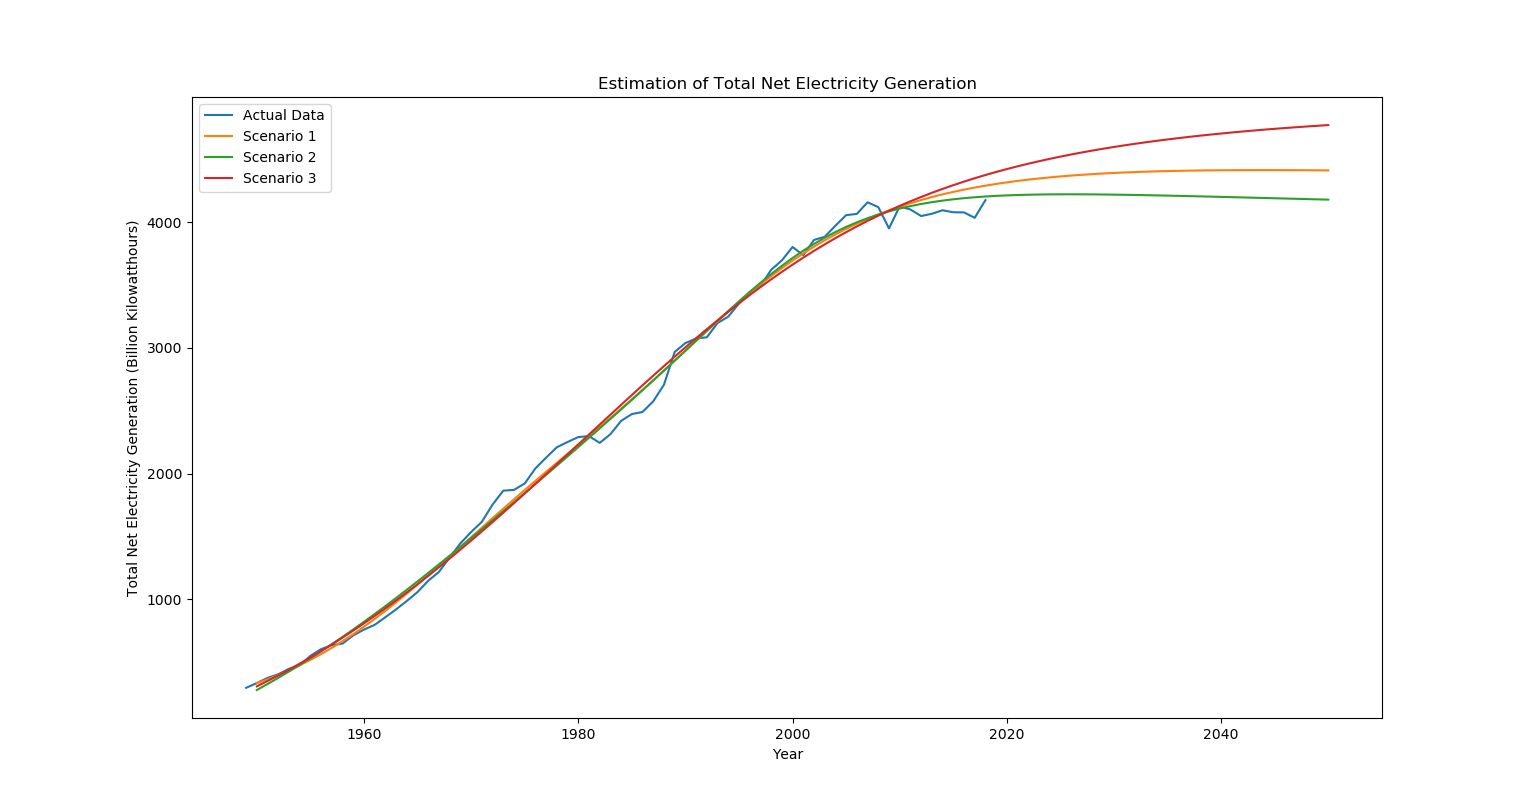 Estimation of Total Net Electricity Generation
Actual Data
Scenario 1
Scenario 2
Scenario 3
Total Net Electricity Generation (Billion Kilowatthours)
4000
3000
2000
1000
1960
1980
2000
2020
2040
Year